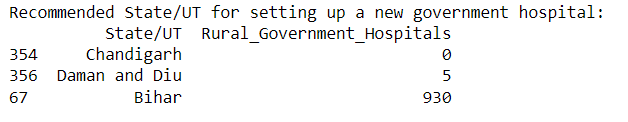 Recommended State/UT for setting up a new government hospital:
State/UT Rural_Government_Hospitals
354 Chandigarh 0
356 Daman and Diu 5
67 Bihar 930